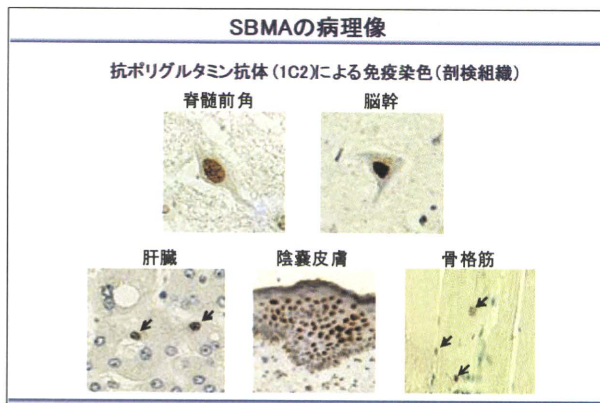 SBMAの病理像
抗ポリグルタミン抗体(1C2)による免疫染色(剖検組織)
脊髄前角
脳幹
肝臓
陰嚢皮膚
骨格筋